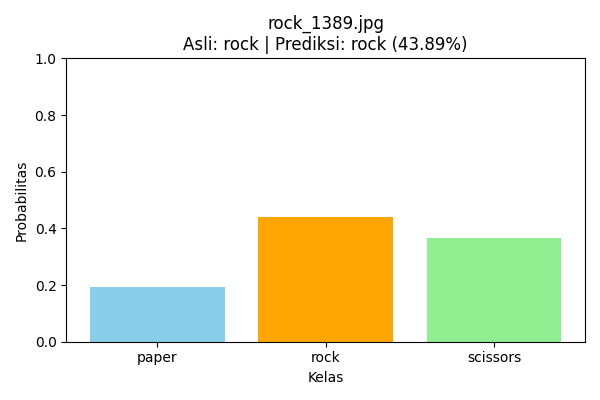 rock_1389.jpg
Asli: rock | Prediksi: rock (43.89%)
1.0
0.8
0.6
0.4
0.2
0.0
Probabilitas
paper rock scissors
Kelas